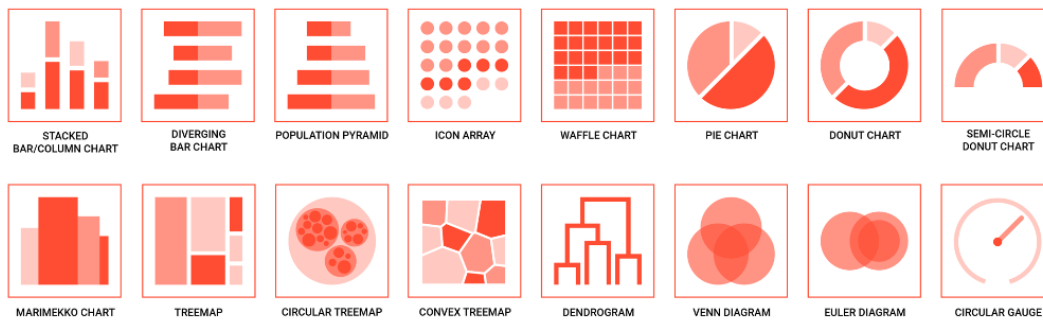 STACKED
BAR/COLUMN CHART
DIVERGING
BAR CHART
POPULATION PYRAMID
ICON ARRAY
WAFFLE CHART
PIE CHART
DONUT CHART
SEMI-CIRCLE
DONUT CHART
MARIMEKKO CHART
TREEMAP
CIRCULAR TREEMAP
CONVEX TREEMAP
DENDROGRAM
VENN DIAGRAM
EULER DIAGRAM
CIRCULAR GAUGE